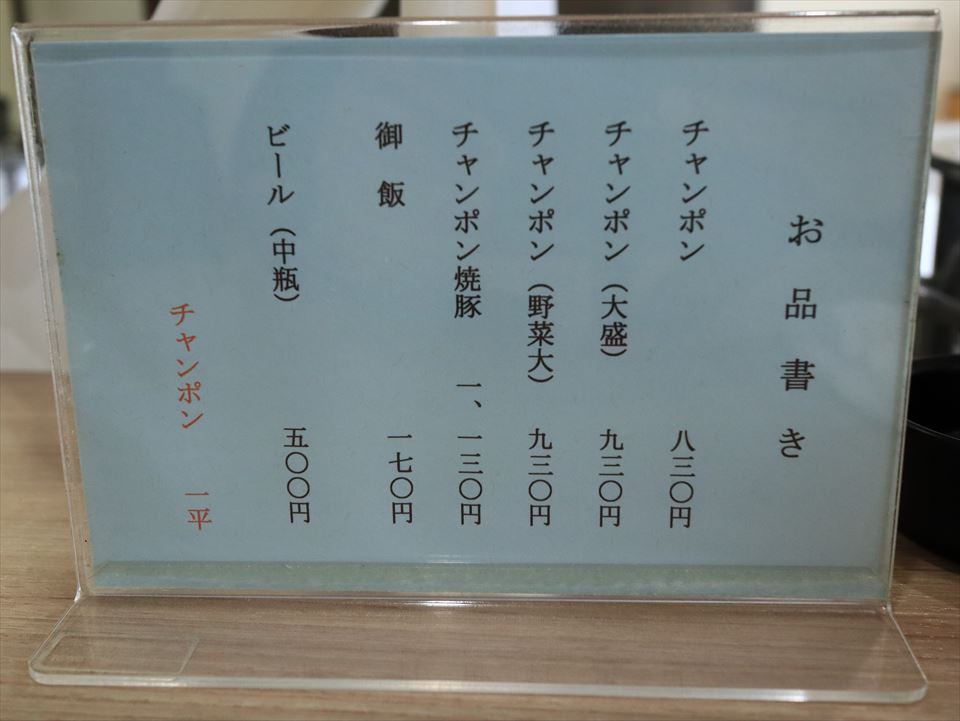 お品書き
チャンポン 八三〇円
チャンポン（大盛） 九三〇円
チャンポン（野菜大） 九三〇円
チャンポン焼豚 一、一三〇円
御飯 一七〇円
ビール（中瓶） 五〇〇円
チャンポン 一平